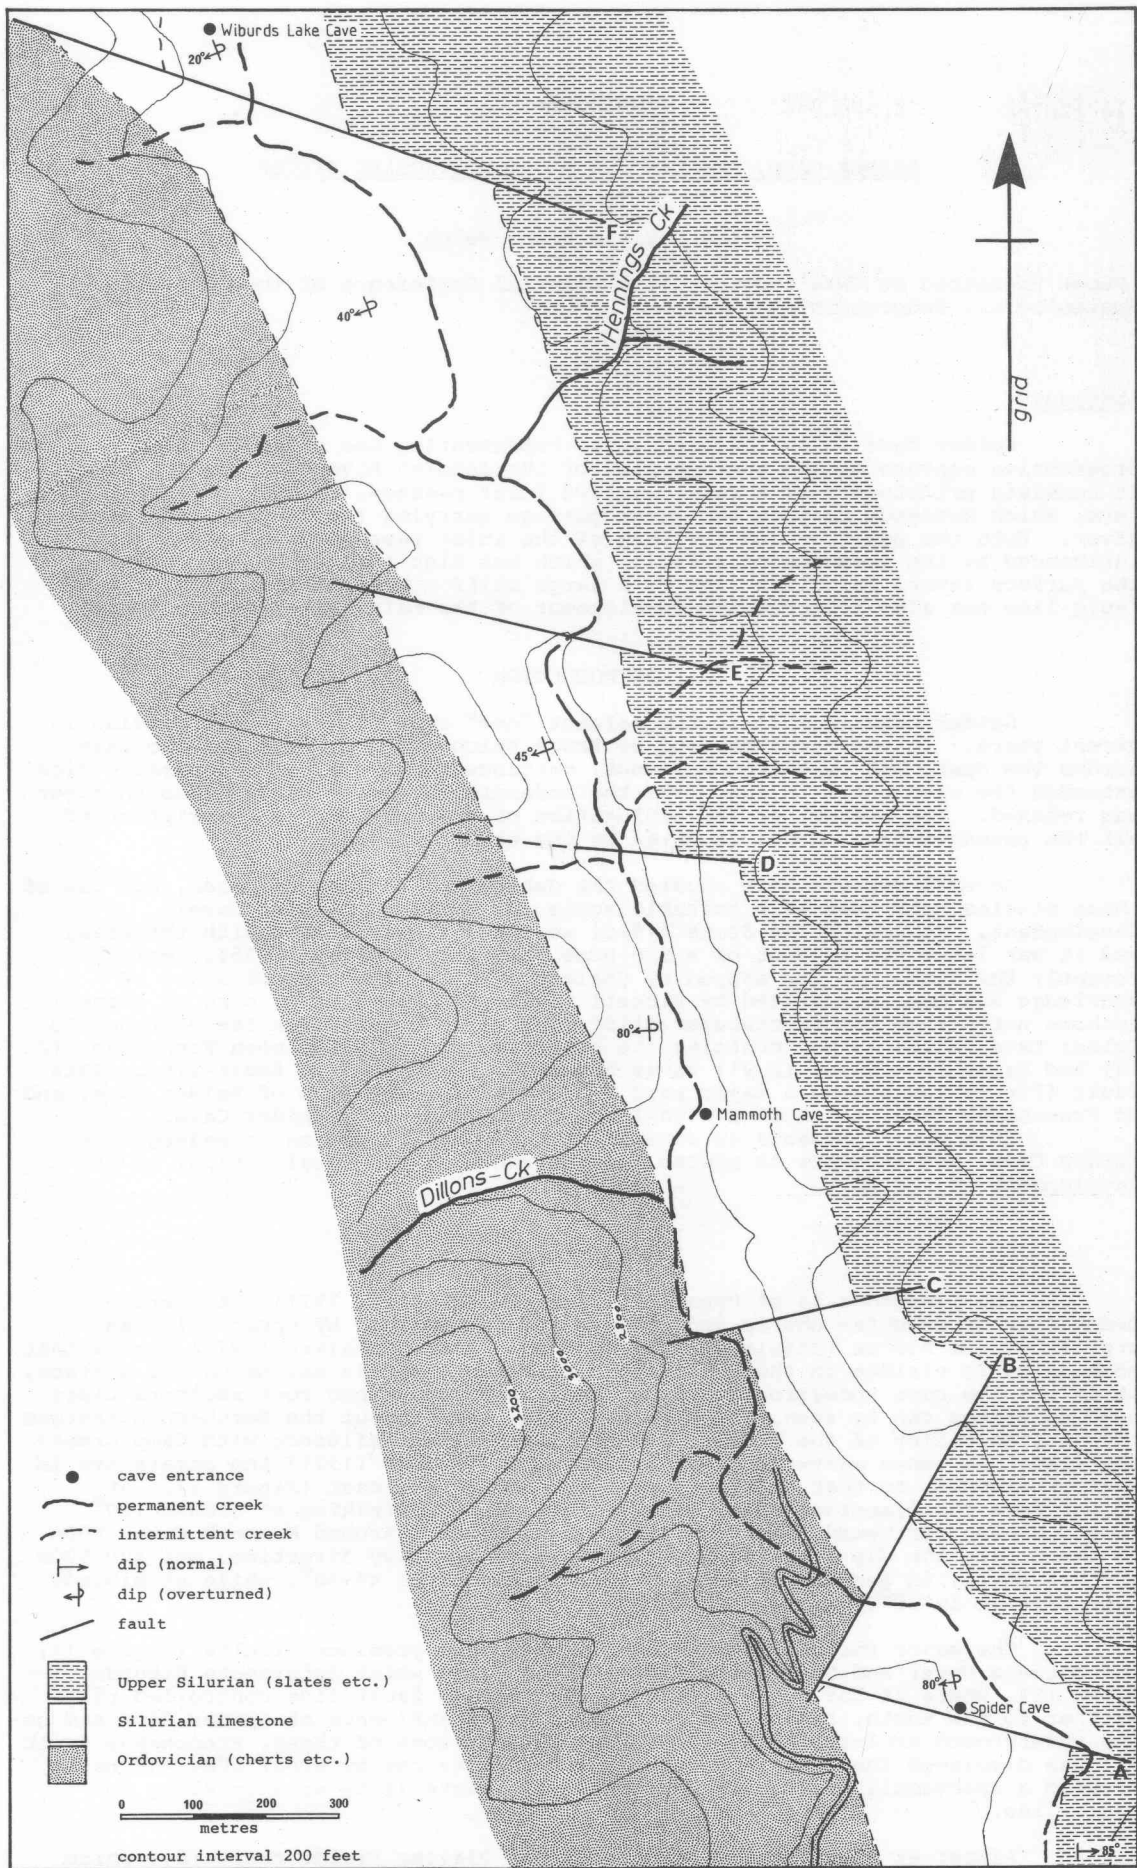 Wiburds Lake Cave
20°
F
Hennings Ck
40°
grid
E
45°
D
80°
Mammoth Cave
Dillons-Ck
C
B
2,800
3000
3200
80°
Spider Cave
A
85°
cave entrance
permanent creek
intermittent creek
dip (normal)
dip (overturned)
fault
Upper Silurian (slates etc.)
Silurian limestone
Ordovician (cherts etc.)
0 100 200 300
metres
contour interval 200 feet